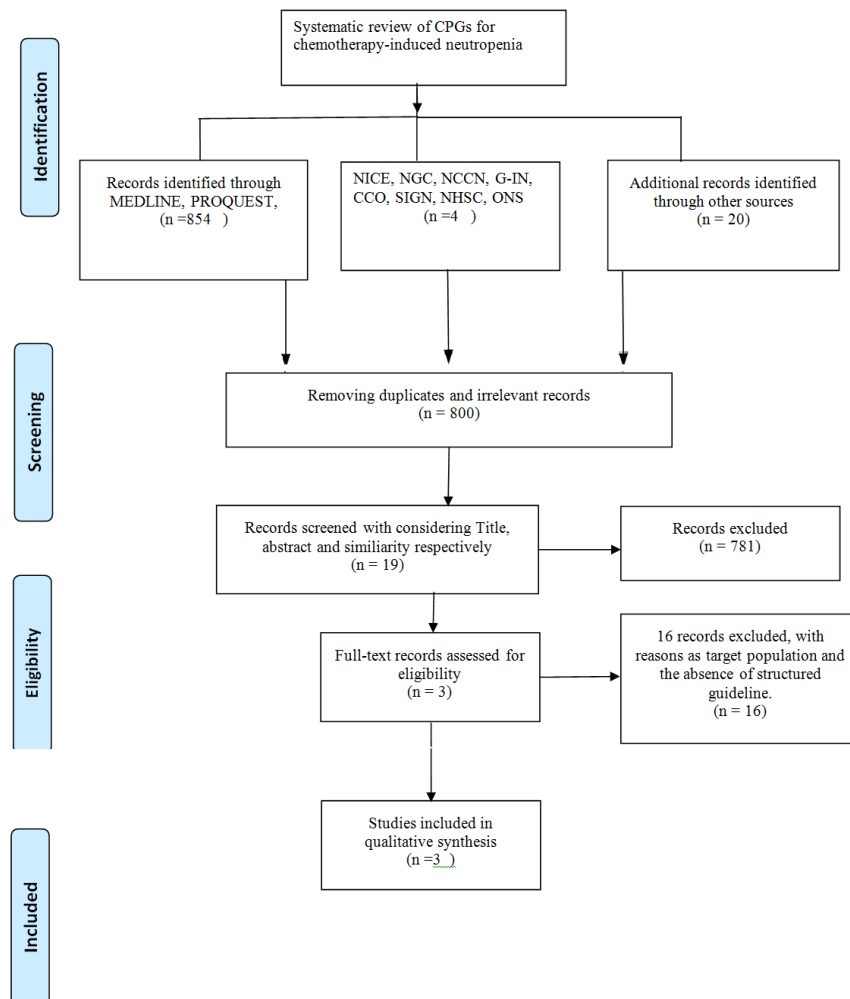 Systematic review of CPGs for
chemotherapy-induced neutropenia
Identification
Records identified through
MEDLINE, PROQUEST,
(n =854 )
NICE, NGC, NCCN, G-IN,
CCO, SIGN, NHSC, ONS
(n =4 )
Additional records identified
through other sources
(n = 20)
Screening
Removing duplicates and irrelevant records
(n = 800)
Records screened with considering Title,
abstract and similiarity respectively
(n = 19)
Records excluded
(n = 781)
Eligibility
Full-text records assessed for
eligibility
(n = 3)
16 records excluded, with
reasons as target population and
the absence of structured
guideline.
(n = 16)
Included
Studies included in
qualitative synthesis
(n =3 )